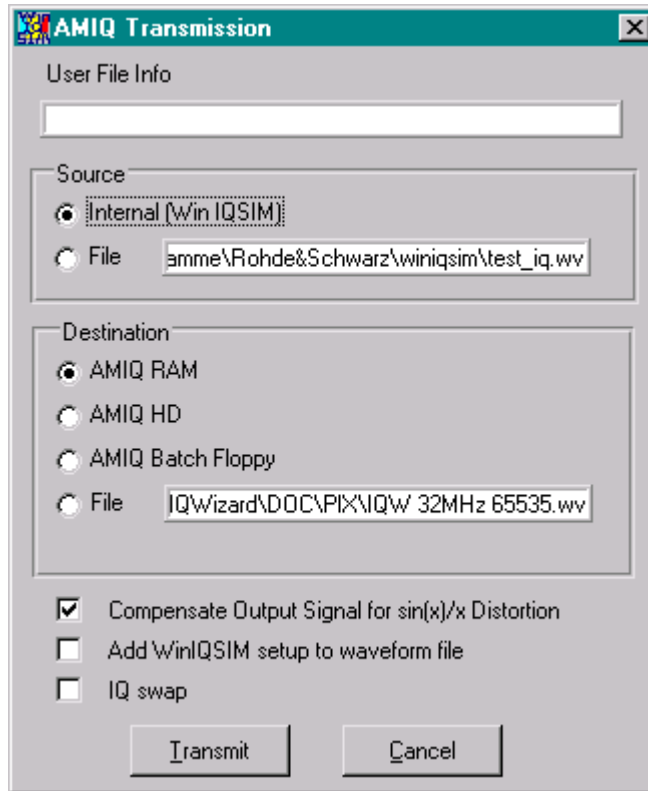 AMIQ Transmission
User File Info
Source
Internal (Win IQSIM)
File amme\Rohde&Schwarz\winiqsim\test_iq.wv
Destination
AMIQ RAM
AMIQ HD
AMIQ Batch Floppy
File IQWizard\DOC\PIX\IQW 32MHz 65535.wv
Compensate Output Signal for sin(x)/x Distortion
Add WinIQSIM setup to waveform file
IQ swap
Transmit Cancel